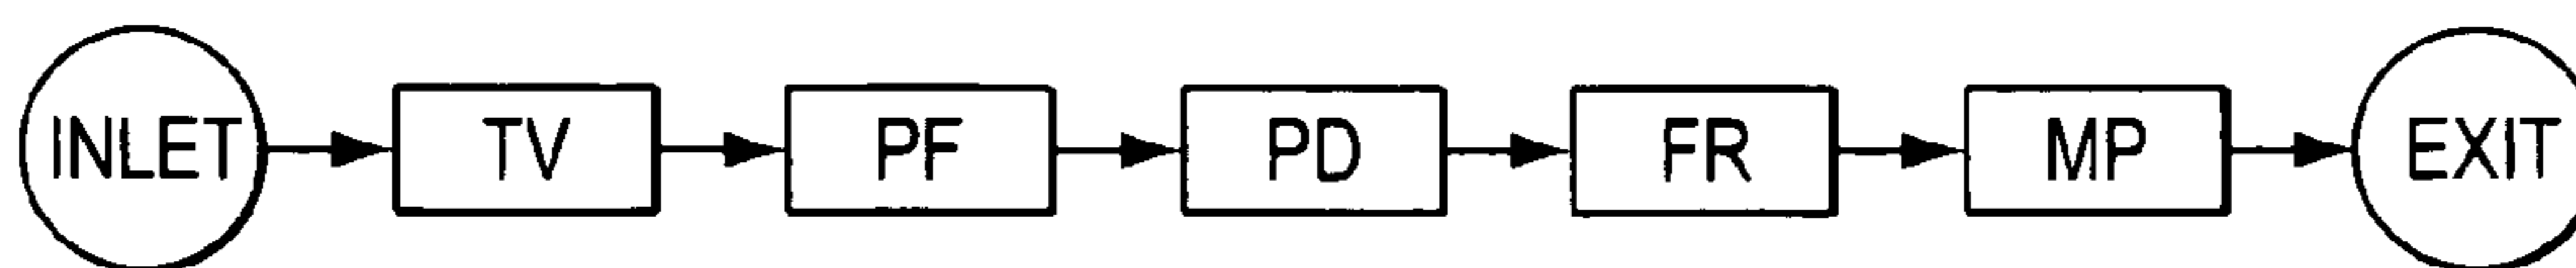 INLET TV PF PD FR MP EXIT